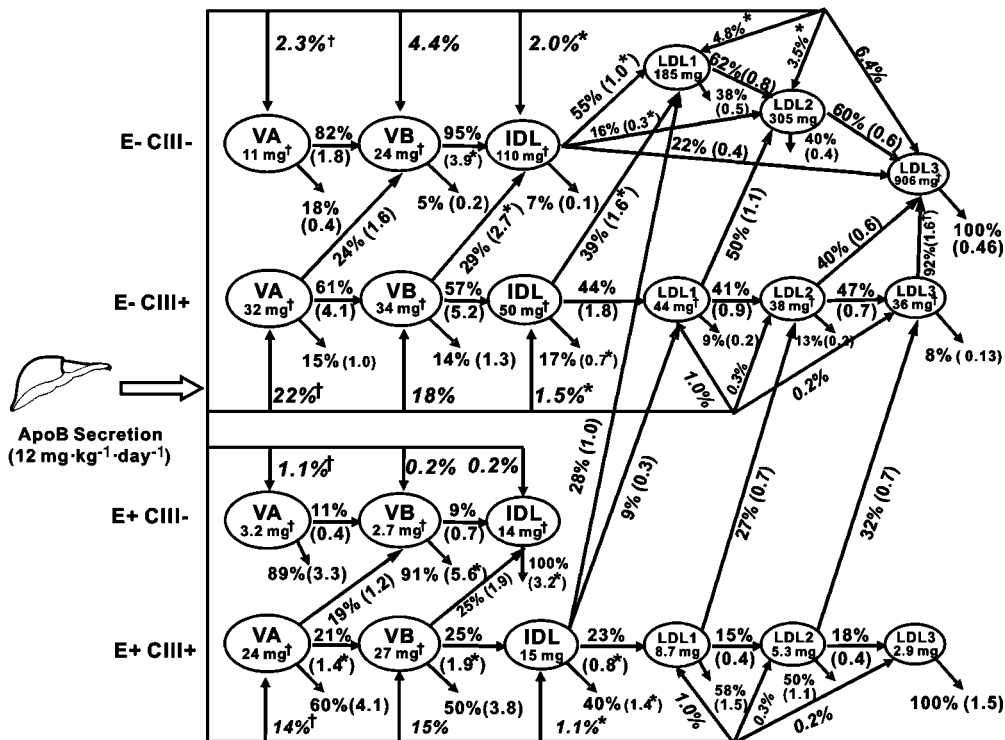 2.3%†
4.4%
2.0%*
4.8%*
3.5%*
6.4%
E- CIII-
VA
11 mg†
82%
(1.8)
VB
24 mg†
95%
(3.9*)
IDL
110 mg†
55% (1.0*)
16% (0.3*)
22% (0.4)
LDL1
185 mg
62%(0.8)
38%
(0.5)
LDL2
305 mg
60% (0.6)
40%
(0.4)
LDL3
906 mg†
100%
(0.46)
18%
(0.4)
5% (0.2)
7% (0.1)
24% (1.6)
29% (2.7*)
39% (1.6*)
50% (1.1)
40% (0.6)
92%(1.6†)
E- CIII+
VA
32 mg†
61%
(4.1)
VB
34 mg†
57%
(5.2)
IDL
50 mg†
44%
(1.8)
LDL1
44 mg†
41%
(0.9)
LDL2
38 mg†
47%
(0.7)
LDL3
36 mg†
15% (1.0)
14% (1.3)
17% (0.7*)
9%(0.2)
13%(0.2)
8% (0.13)
22%†
18%
1.5%*
1.0%
0.3%
0.2%
ApoB Secretion
(12 mg·kg⁻¹·day⁻¹)
1.1%†
0.2%
0.2%
28% (1.0)
9% (0.3)
27% (0.7)
32% (0.7)
E+ CIII-
VA
3.2 mg†
11%
(0.4)
VB
2.7 mg†
9%
(0.7)
IDL
14 mg†
89%(3.3)
91% (5.6*)
100%
(3.2*)
19% (1.2)
25% (1.9)
E+ CIII+
VA
24 mg†
21%
(1.4*)
VB
27 mg†
25%
(1.9*)
IDL
15 mg
23%
(0.8*)
LDL1
8.7 mg
15%
(0.4)
LDL2
5.3 mg
18%
(0.4)
LDL3
2.9 mg
60%(4.1)
50%(3.8)
40%(1.4*)
58%
(1.5)
50%
(1.1)
100% (1.5)
14%†
15%
1.1%*
1.0%
0.3%
0.2%